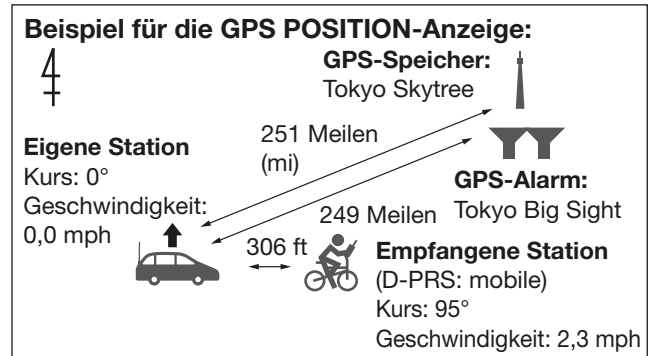 Beispiel für die GPS POSITION-Anzeige:
GPS-Speicher:
Tokyo Skytree
251 Meilen
(mi)
Eigene Station
Kurs: 0°
Geschwindigkeit:
0,0 mph
GPS-Alarm:
Tokyo Big Sight
249 Meilen
306 ft
Empfangene Station
(D-PRS: mobile)
Kurs: 95°
Geschwindigkeit: 2,3 mph